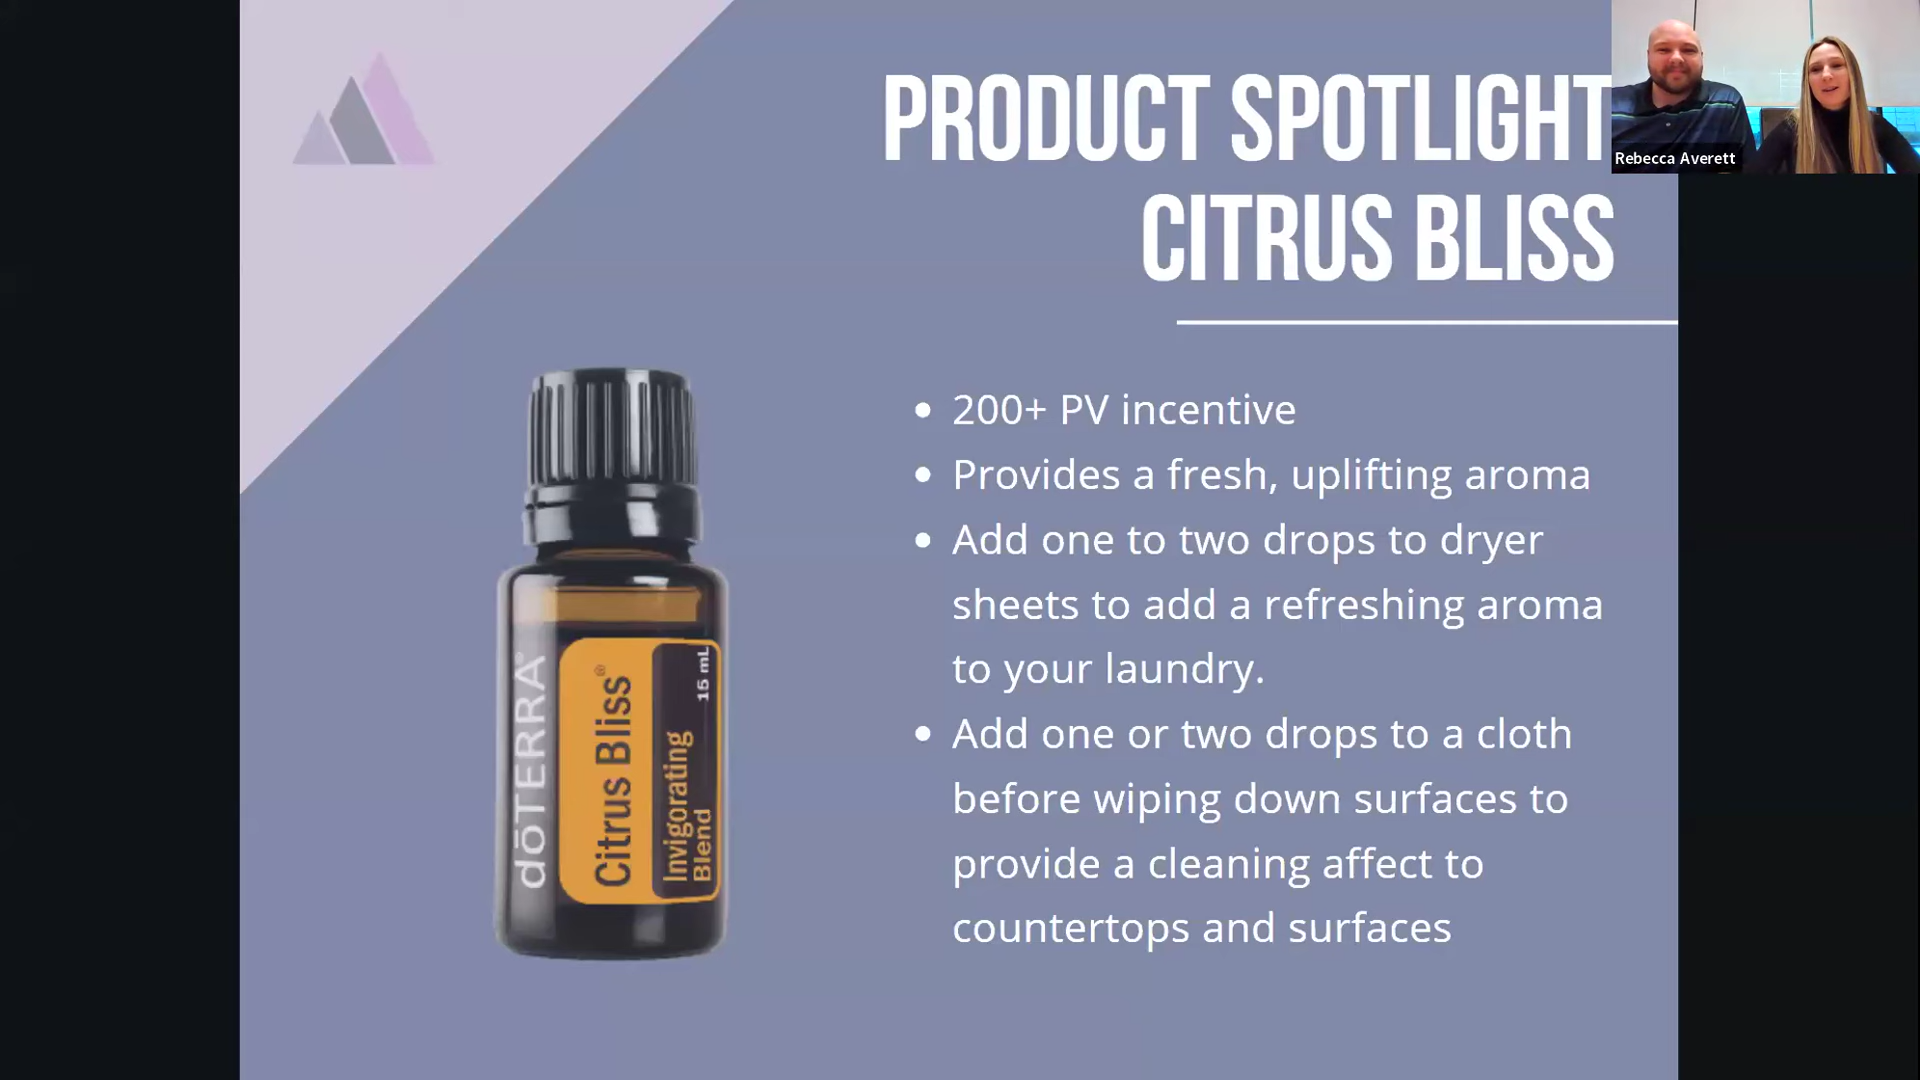 PRODUCT SPOTLIGHT
CITRUS BLISS
Rebecca Averett
• 200+ PV incentive
• Provides a fresh, uplifting aroma
• Add one to two drops to dryer
sheets to add a refreshing aroma
to your laundry.
• Add one or two drops to a cloth
before wiping down surfaces to
provide a cleaning affect to
countertops and surfaces
dōTERRA®
Citrus Bliss®
Invigorating
Blend
15 mL